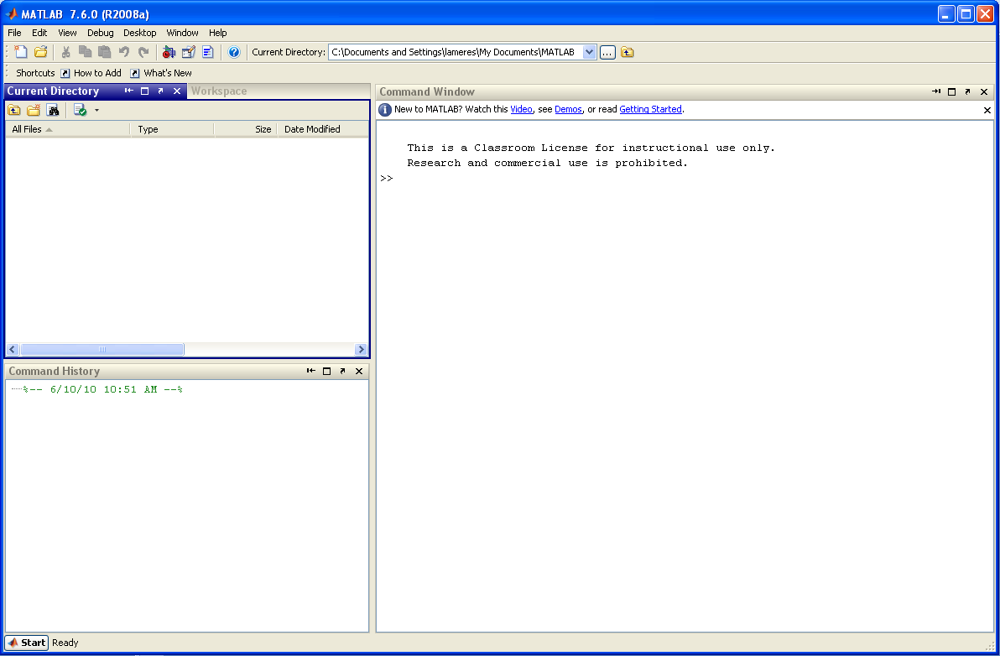 MATLAB 7.6.0 (R2008a)
File Edit View Debug Desktop Window Help
Current Directory: C:\Documents and Settings\lameres\My Documents\MATLAB ...
Shortcuts How to Add What's New
Current Directory Workspace
All Files Type Size Date Modified
Command History
%-- 6/10/10 10:51 AM --%
Command Window
New to MATLAB? Watch this Video, see Demos, or read Getting Started.
This is a Classroom License for instructional use only.
Research and commercial use is prohibited.
>>
Start Ready